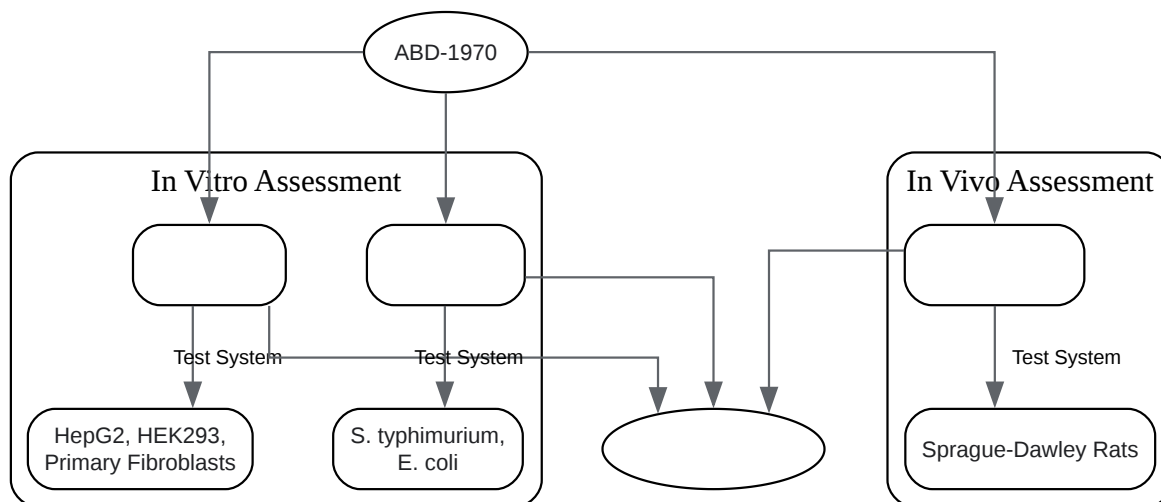 ABD-1970
In Vitro Assessment
In Vivo Assessment
Test System
Test System
Test System
HepG2, HEK293,
Primary Fibroblasts
S. typhimurium,
E. coli
Sprague-Dawley Rats